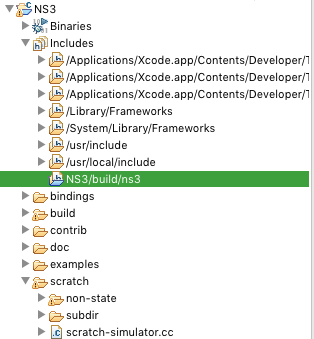 NS3
Binaries
Includes
/Applications/Xcode.app/Contents/Developer/T
/Applications/Xcode.app/Contents/Developer/T
/Applications/Xcode.app/Contents/Developer/T
/Library/Frameworks
/System/Library/Frameworks
/usr/include
/usr/local/include
NS3/build/ns3
bindings
build
contrib
doc
examples
scratch
non-state
subdir
scratch-simulator.cc